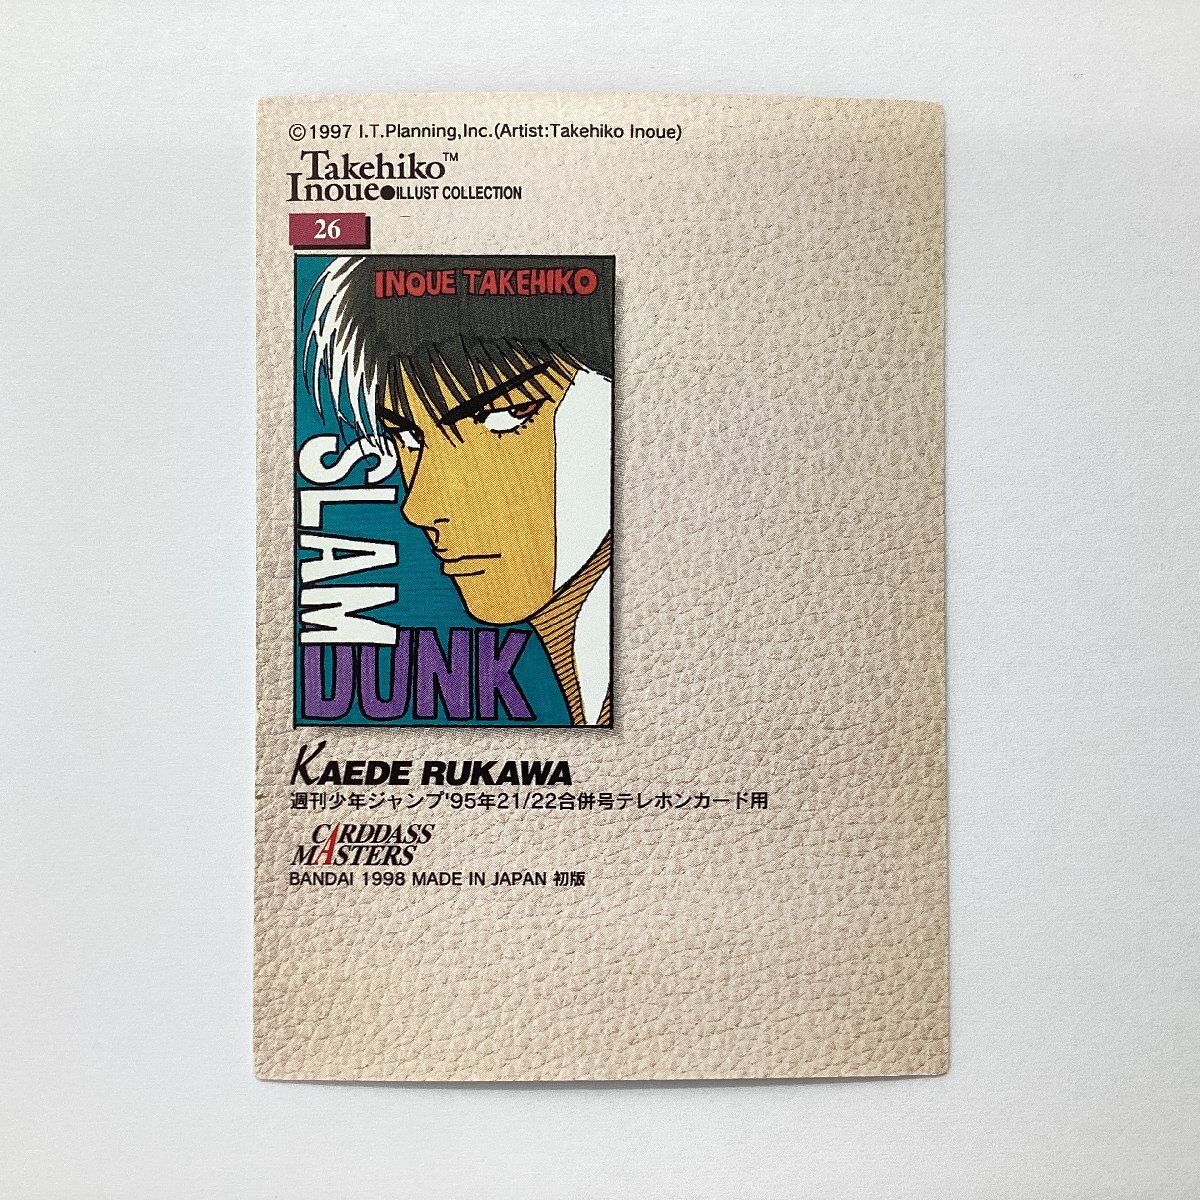 ©1997 I.T.Planning,Inc.(Artist:Takehiko Inoue)
Takehiko™
Inoue●ILLUST COLLECTION
26
INOUE TAKEHIKO
SLAM
DUNK
KAEDE RUKAWA
週刊少年ジャンプ'95年21/22合併号テレホンカード用
CARDDASS
MASTERS
BANDAI 1998 MADE IN JAPAN 初版